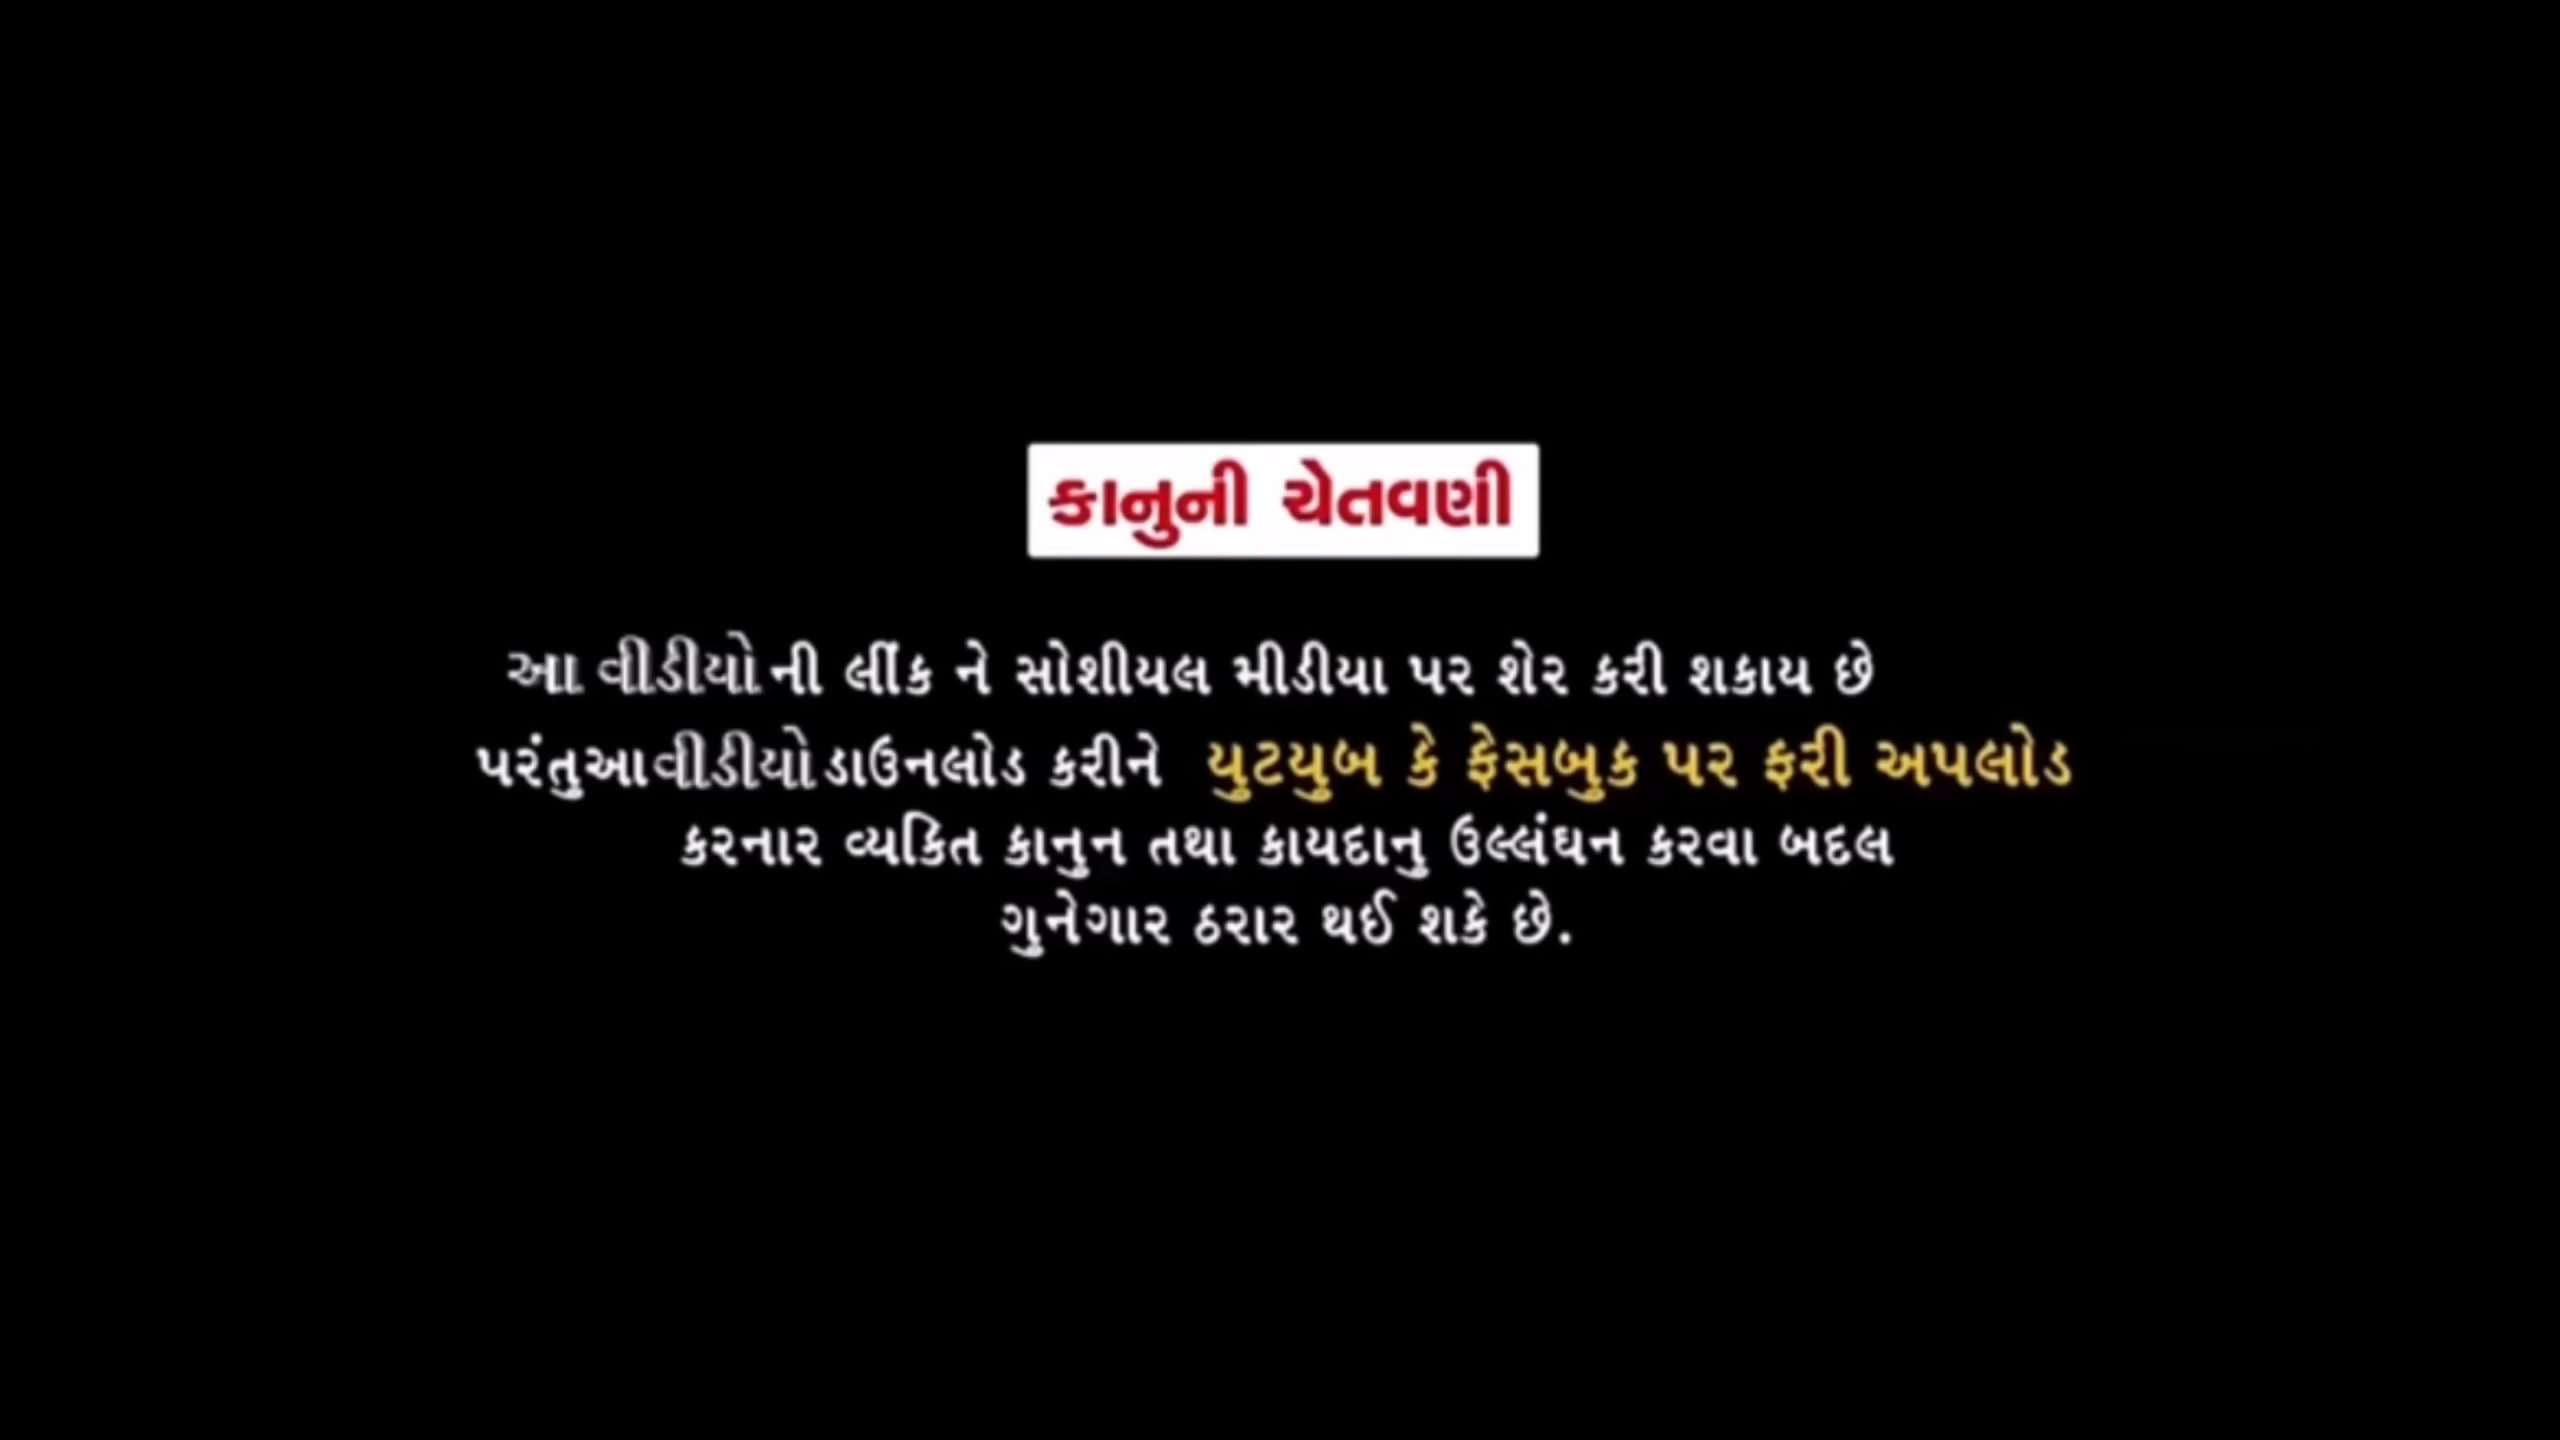 કાનુની ચેતવણી
આ વીડીયો ની લીંક ને સોશીયલ મીડીયા પર શેર કરી શકાય છે
પરંતુઆવીડીયો ડાઉનલોડ કરીને યુટયુબ કે ફેસબુક પર ફરી અપલોડ
કરનાર વ્યકિત કાનુન તથા કાયદાનુ ઉલ્લંઘન કરવા બદલ
ગુનેગાર ઠરાર થઈ શકે છે.